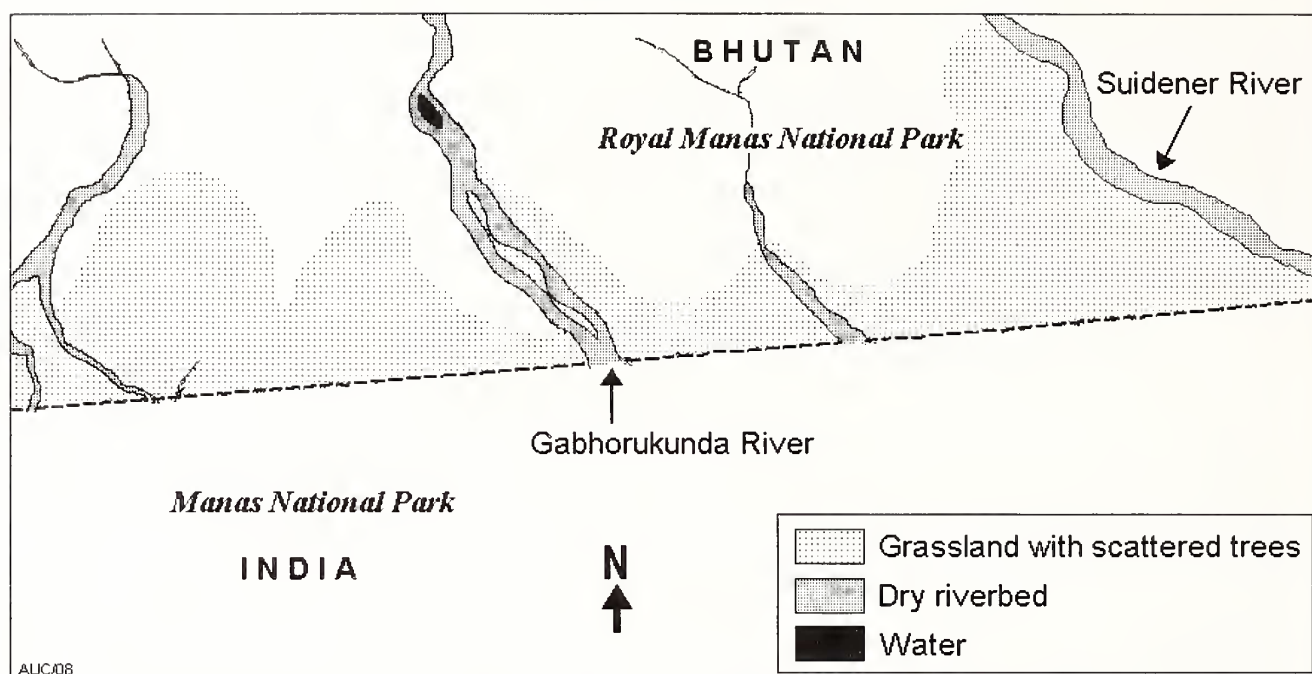 BHUTAN
Suidener River
Royal Manas National Park
Gabhorukunda River
Manas National Park
INDIA
N
Grassland with scattered trees
Dry riverbed
Water
AUC/08